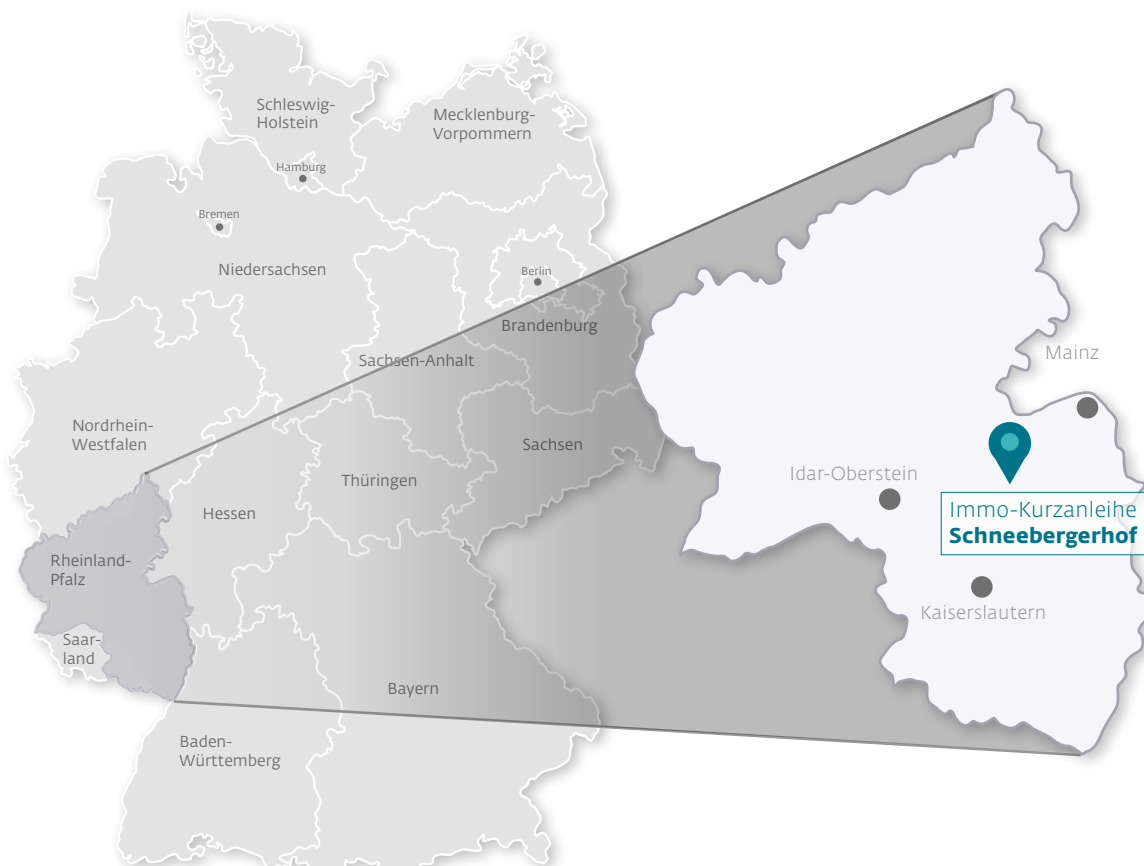 Schleswig-
Holstein
Mecklenburg-
Vorpommern
Hamburg
Bremen
Niedersachsen
Berlin
Brandenburg
Sachsen-Anhalt
Nordrhein-
Westfalen
Sachsen
Thüringen
Hessen
Rheinland-
Pfalz
Saar-
land
Bayern
Baden-
Württemberg
Mainz
Idar-Oberstein
Immo-Kurzanleihe
Schneebergerhof
Kaiserslautern